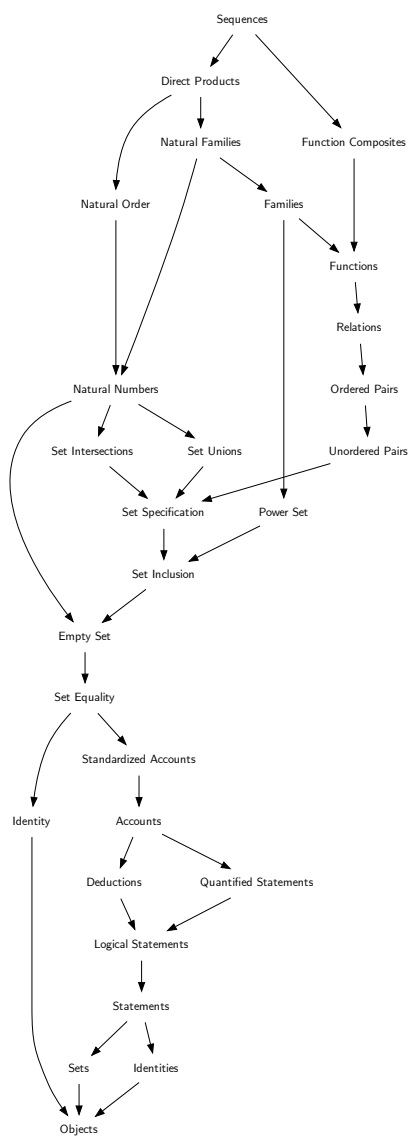 Sequences
Direct Products
Natural Families
Function Composites
Natural Order
Families
Functions
Relations
Natural Numbers
Ordered Pairs
Set Intersections
Set Unions
Unordered Pairs
Set Specification
Power Set
Set Inclusion
Empty Set
Set Equality
Standardized Accounts
Identity
Accounts
Deductions
Quantified Statements
Logical Statements
Statements
Sets
Identities
Objects